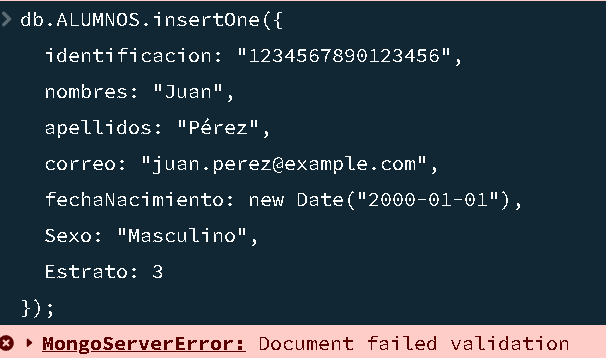 db.ALUMNOS.insertOne({
identificacion: "1234567890123456",
nombres: "Juan",
apellidos: "Pérez",
correo: "juan.perez@example.com",
fechaNacimiento: new Date("2000-01-01"),
Sexo: "Masculino",
Estrato: 3
});
MongoServerError: Document failed validation